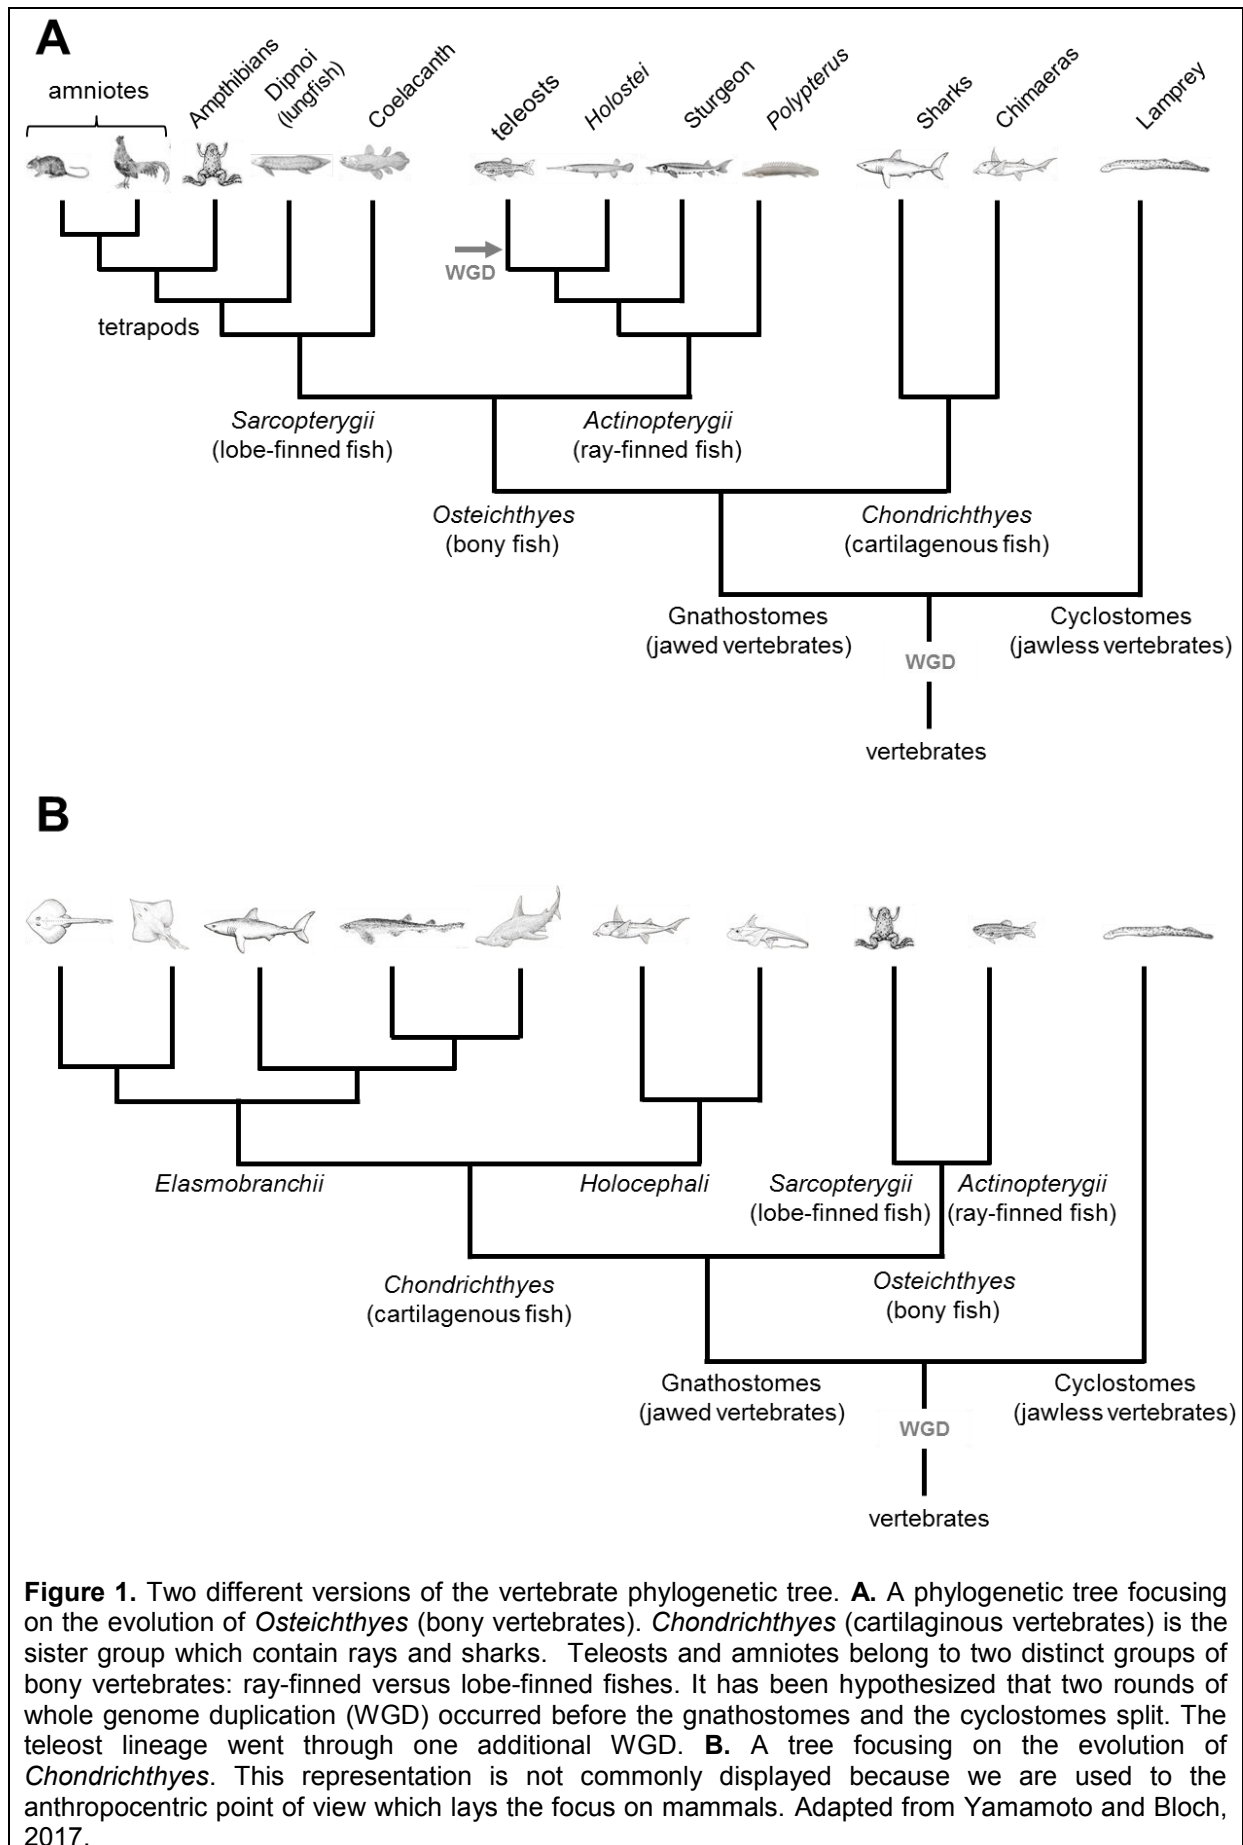 A
amniotes
Ampthibians
Dipnoi
(lungfish)
Coelacanth
teleosts
Holostei
Sturgeon
Polypterus
Sharks
Chimaeras
Lamprey
WGD
tetrapods
Sarcopterygii
(lobe-finned fish)
Actinopterygii
(ray-finned fish)
Osteichthyes
(bony fish)
Chondrichthyes
(cartilagenous fish)
Gnathostomes
(jawed vertebrates)
Cyclostomes
(jawless vertebrates)
WGD
vertebrates
B
Elasmobranchii
Holocephali
Sarcopterygii
(lobe-finned fish)
Actinopterygii
(ray-finned fish)
Chondrichthyes
(cartilagenous fish)
Osteichthyes
(bony fish)
Gnathostomes
(jawed vertebrates)
Cyclostomes
(jawless vertebrates)
WGD
vertebrates
Figure 1. Two different versions of the vertebrate phylogenetic tree. A. A phylogenetic tree focusing
on the evolution of Osteichthyes (bony vertebrates). Chondrichthyes (cartilaginous vertebrates) is the
sister group which contain rays and sharks. Teleosts and amniotes belong to two distinct groups of
bony vertebrates: ray-finned versus lobe-finned fishes. It has been hypothesized that two rounds of
whole genome duplication (WGD) occurred before the gnathostomes and the cyclostomes split. The
teleost lineage went through one additional WGD. B. A tree focusing on the evolution of
Chondrichthyes. This representation is not commonly displayed because we are used to the
anthropocentric point of view which lays the focus on mammals. Adapted from Yamamoto and Bloch,
2017.